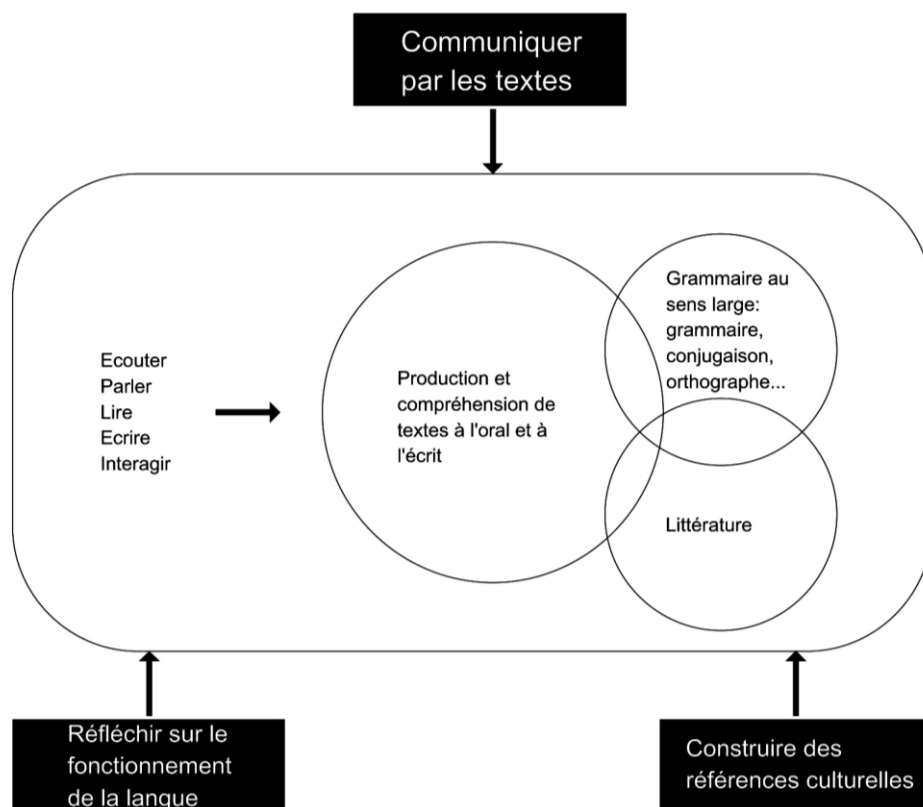 Communiquer
par les textes
Grammaire au
sens large:
grammaire,
conjugaison,
orthographe...
Ecouter
Parler
Lire
Ecrire
Interagir
Production et
compréhension de
textes à l'oral et à
l'écrit
Littérature
Réfléchir sur le
fonctionnement
de la langue
Construire des
références culturelles